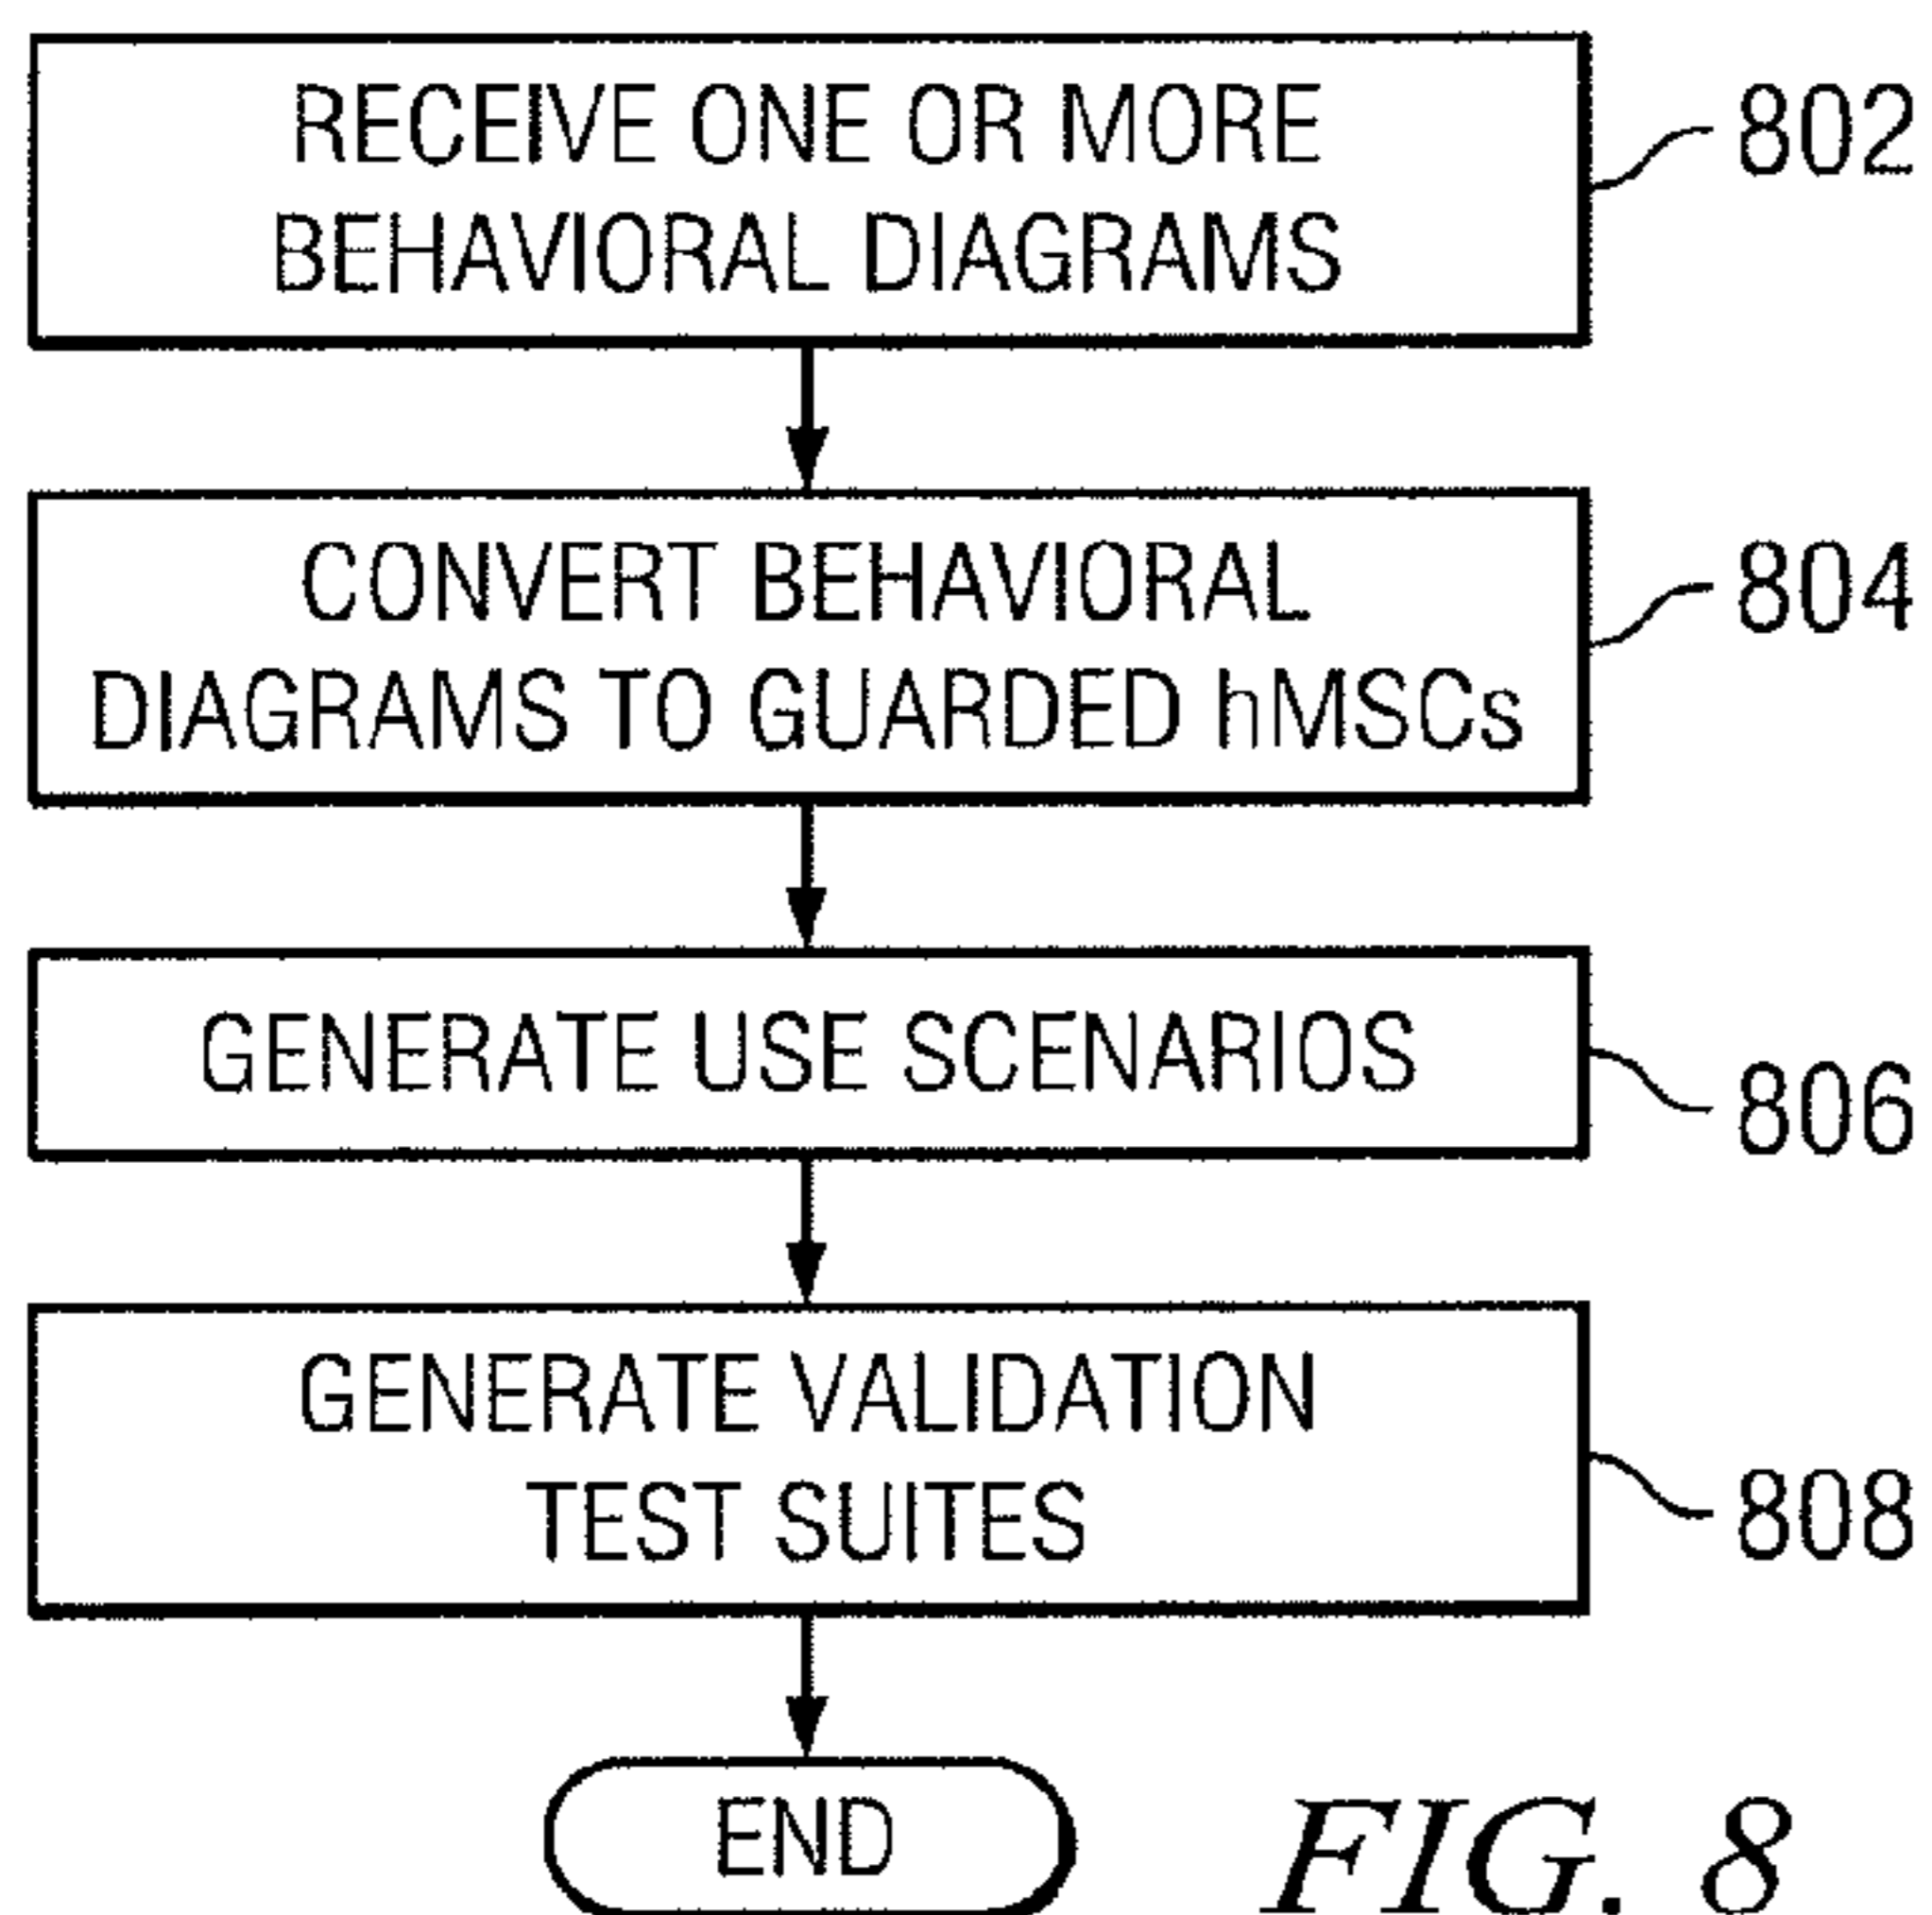 RECEIVE ONE OR MORE
BEHAVIORAL DIAGRAMS
802
CONVERT BEHAVIORAL
DIAGRAMS TO GUARDED hMSCs
804
GENERATE USE SCENARIOS
806
GENERATE VALIDATION
TEST SUITES
808
END
FIG. 8